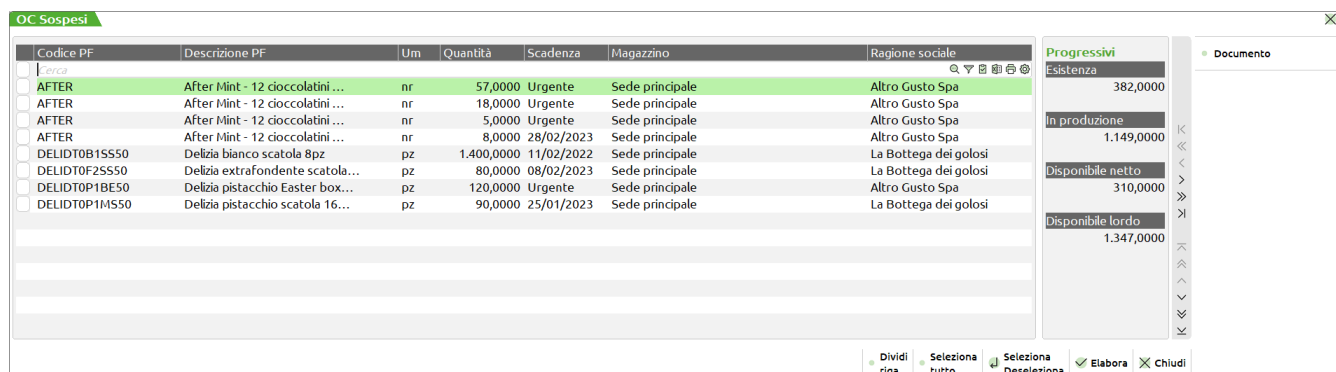 OC Sospesi
Codice PF Descrizione PF Um Quantità Scadenza Magazzino Ragione sociale
Cerca
AFTER After Mint - 12 cioccolatini ... nr 57,0000 Urgente Sede principale Altro Gusto Spa
AFTER After Mint - 12 cioccolatini ... nr 18,0000 Urgente Sede principale Altro Gusto Spa
AFTER After Mint - 12 cioccolatini ... nr 5,0000 Urgente Sede principale Altro Gusto Spa
AFTER After Mint - 12 cioccolatini ... nr 8,0000 28/02/2023 Sede principale Altro Gusto Spa
DELIDT0B1SS50 Delizia bianco scatola 8pz pz 1.400,0000 11/02/2022 Sede principale La Bottega dei golosi
DELIDT0F2SS50 Delizia extrafondente scatola... pz 80,0000 08/02/2023 Sede principale La Bottega dei golosi
DELIDT0P1BE50 Delizia pistacchio Easter box... pz 120,0000 Urgente Sede principale Altro Gusto Spa
DELIDT0P1MS50 Delizia pistacchio scatola 16... pz 90,0000 25/01/2023 Sede principale La Bottega dei golosi
Progressivi
Esistenza
382,0000
In produzione
1.149,0000
Disponibile netto
310,0000
Disponibile lordo
1.347,0000
Documento
Dividi riga
Seleziona tutto
Seleziona Deseleziona
Elabora
Chiudi